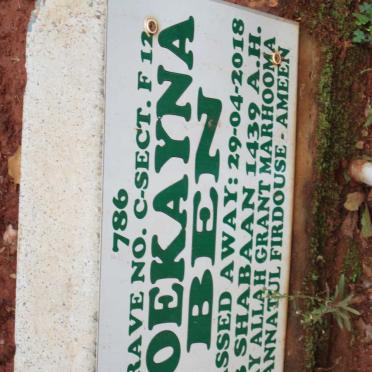 786
RAVE NO. C-SECT. F 12
OEKAYNA
BEN
SSED AWAY: 29-04-2018
SHABAAN 1439 A.H.
Y ALLAH GRANT MARHOOMA
ANNATUL FIRDOUSE - AMEEN